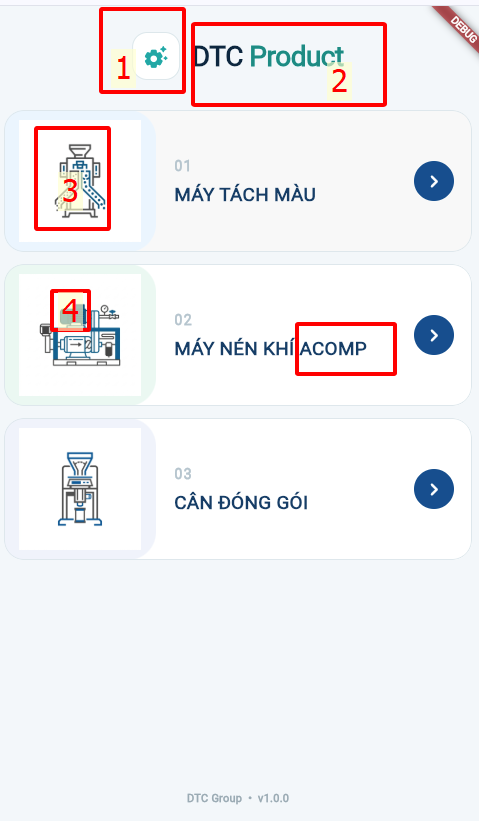 DEBUG
1
DTC Product
2
01
MÁY TÁCH MÀU
3
02
MÁY NÉN KHÍ ACOMP
4
03
CÂN ĐÓNG GÓI
DTC Group • v1.0.0